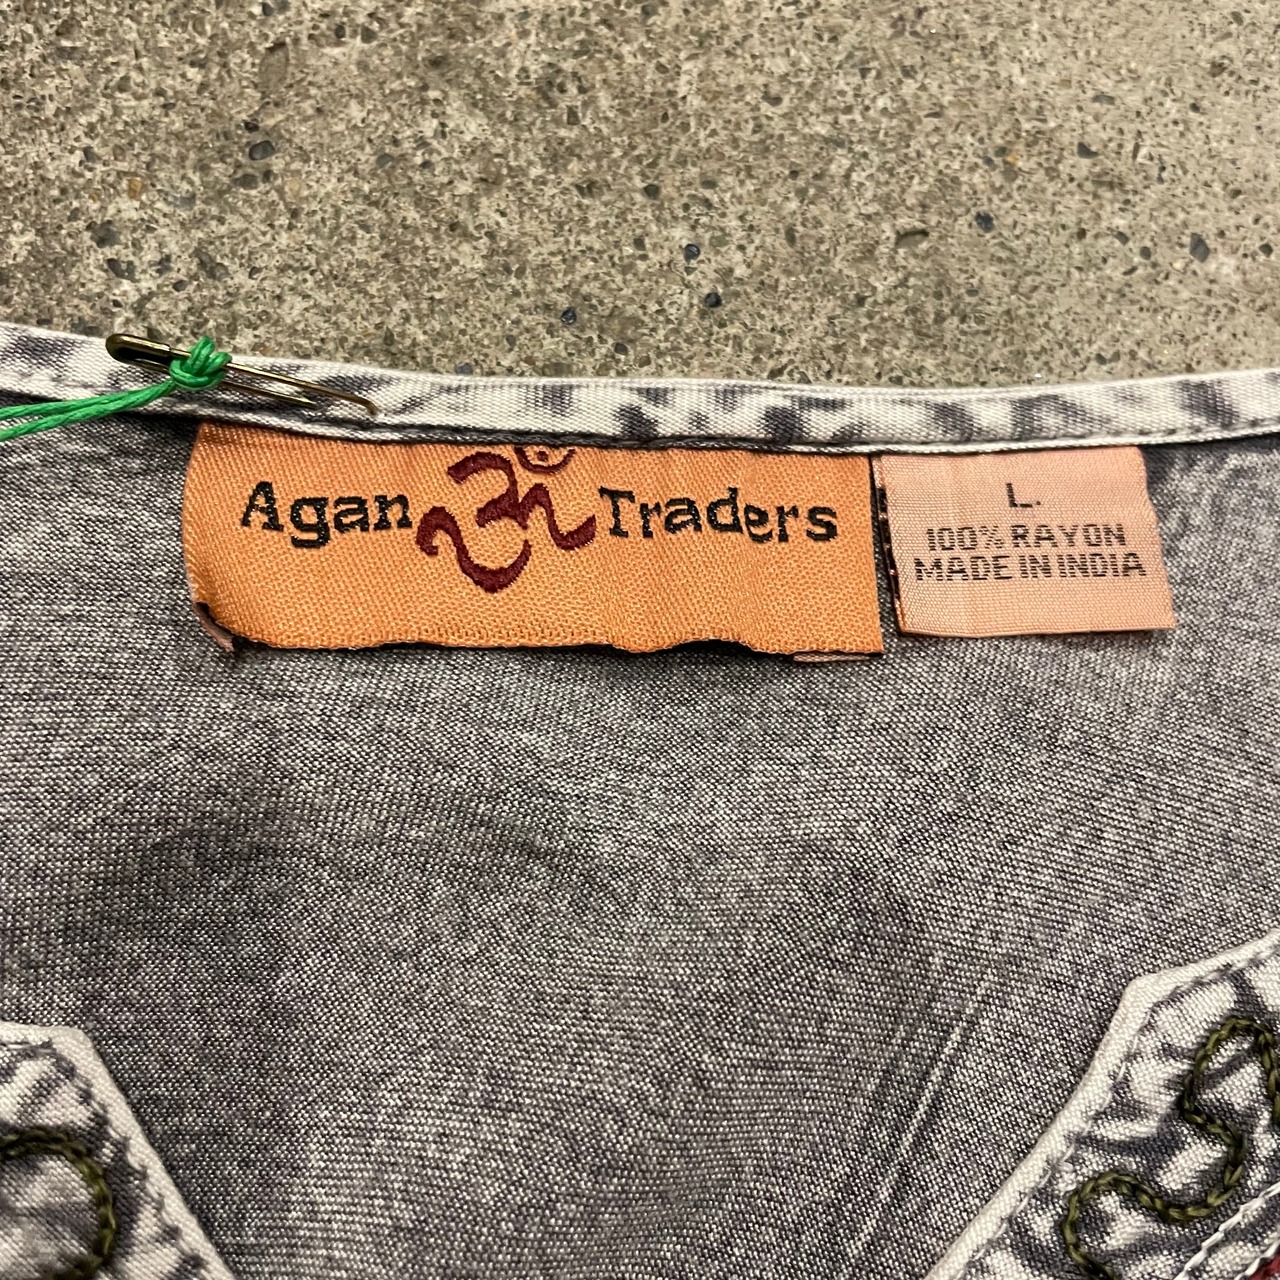 Agan ॐ Traders
L.
100% RAYON
MADE IN INDIA